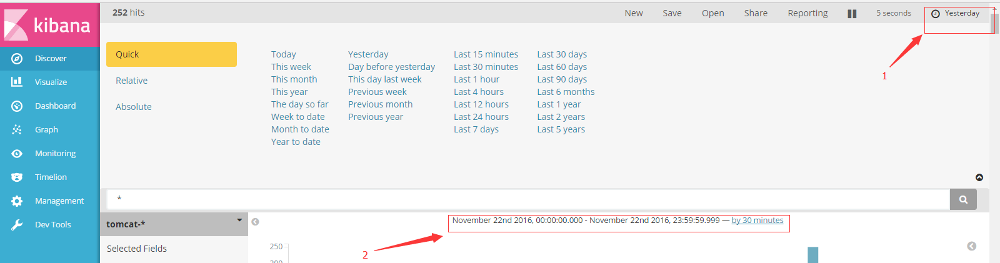 252 hits
New Save Open Share Reporting 5 seconds Yesterday
kibana
Discover
Visualize
Dashboard
Graph
Monitoring
Timelion
Management
Dev Tools
Quick
Relative
Absolute
Today
This week
This month
This year
The day so far
Week to date
Month to date
Year to date
Yesterday
Day before yesterday
This day last week
Previous week
Previous month
Previous year
Last 15 minutes
Last 30 minutes
Last 1 hour
Last 4 hours
Last 12 hours
Last 24 hours
Last 7 days
Last 30 days
Last 60 days
Last 90 days
Last 6 months
Last 1 year
Last 2 years
Last 5 years
1
*
tomcat-*
Selected Fields
November 22nd 2016, 00:00:00.000 - November 22nd 2016, 23:59:59.999 — by 30 minutes
2
250